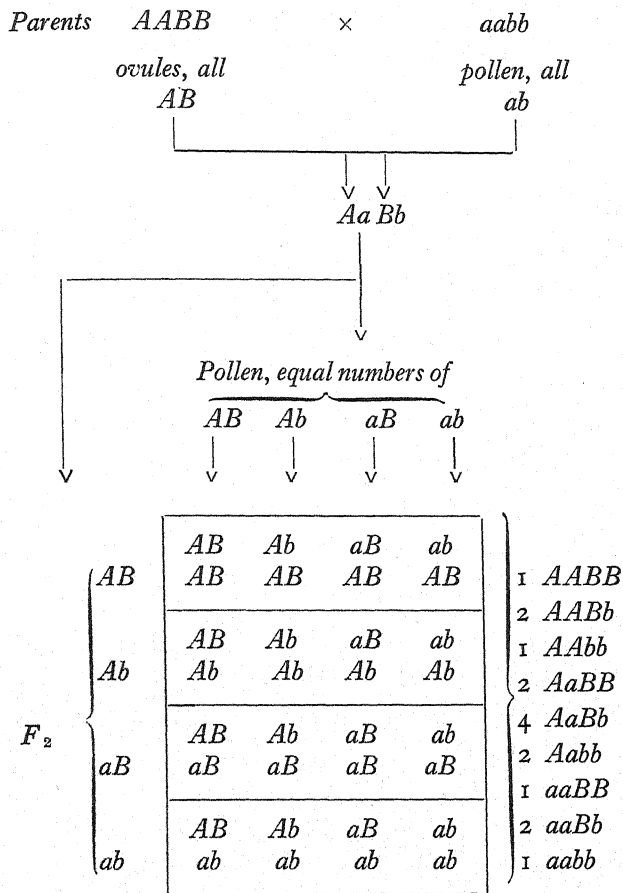 Parents AABB × aabb
ovules, all pollen, all
AB ab
Aa Bb
Pollen, equal numbers of
AB Ab aB ab
AB Ab aB ab
AB AB AB AB AB 1 AABB
2 AABb
AB Ab aB ab 1 AAbb
Ab Ab Ab Ab Ab
2 AaBB
F₂ AB Ab aB ab 4 AaBb
aB aB aB aB aB 2 Aabb
1 aaBB
AB Ab aB ab 2 aaBb
ab ab ab ab ab 1 aabb